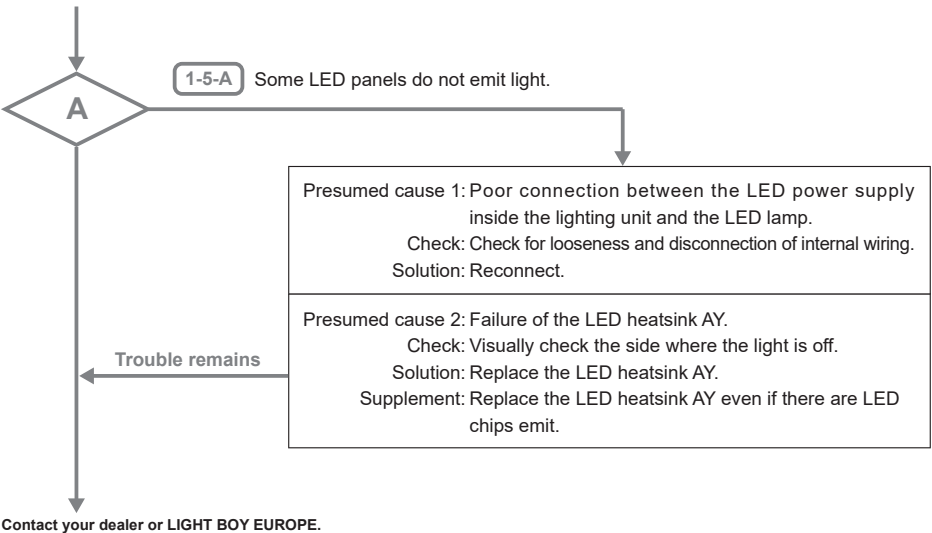 1-5-A Some LED panels do not emit light.
A
Presumed cause 1: Poor connection between the LED power supply
inside the lighting unit and the LED lamp.
Check: Check for looseness and disconnection of internal wiring.
Solution: Reconnect.
Presumed cause 2: Failure of the LED heatsink AY.
Check: Visually check the side where the light is off.
Trouble remains
Solution: Replace the LED heatsink AY.
Supplement: Replace the LED heatsink AY even if there are LED
chips emit.
Contact your dealer or LIGHT BOY EUROPE.